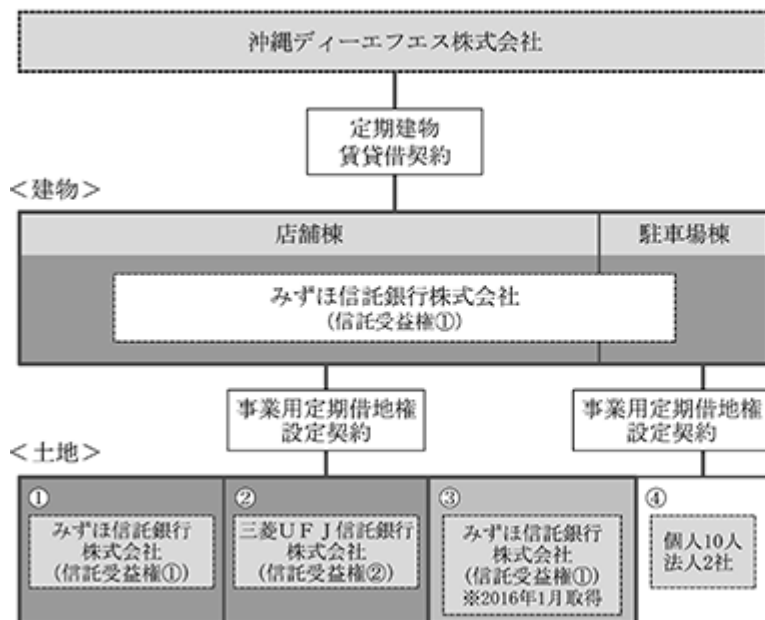 沖縄ディーエフエス株式会社
定期建物
賃貸借契約
＜建物＞
店舗棟
駐車場棟
みずほ信託銀行株式会社
(信託受益権①)
事業用定期借地権
設定契約
事業用定期借地権
設定契約
＜土地＞
①
みずほ信託銀行
株式会社
(信託受益権①)
②
三菱ＵＦＪ信託銀行
株式会社
(信託受益権②)
③
みずほ信託銀行
株式会社
(信託受益権①)
※2016年1月取得
④
個人10人
法人2社